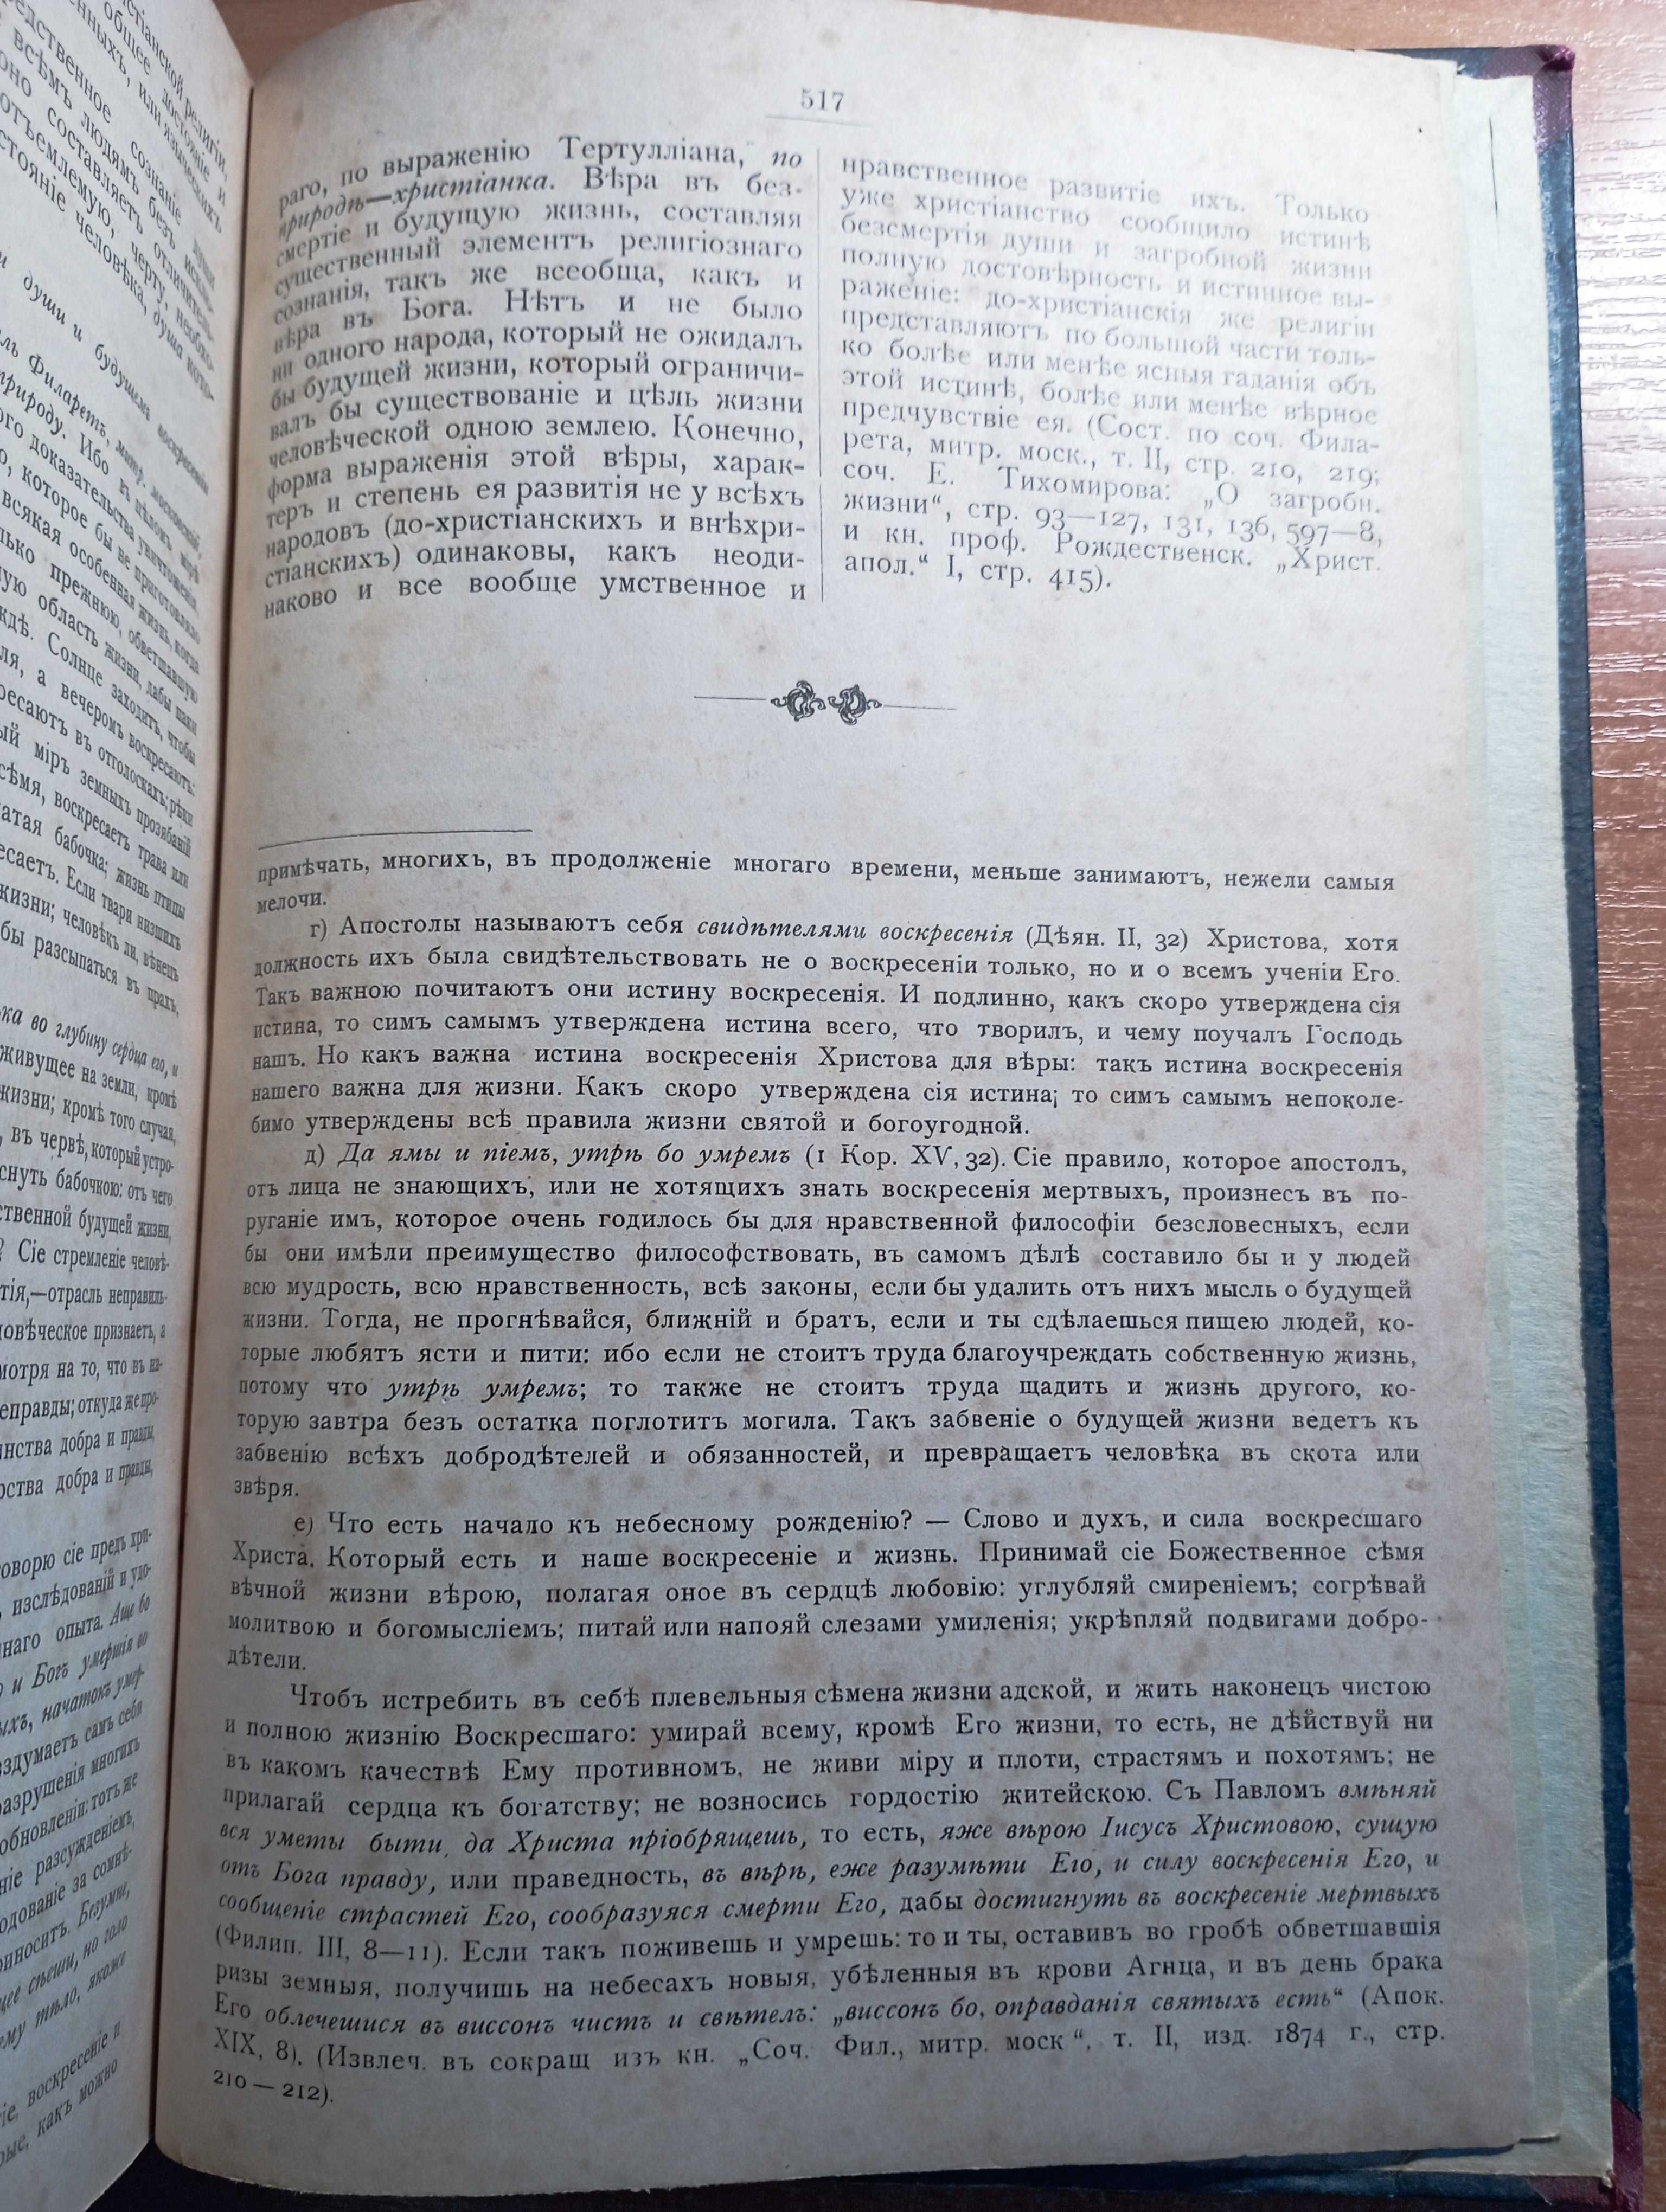 517
раго, по выраженію Тертулліана, по
природѣ—христіанка. Вѣра въ без-
смертіе и будущую жизнь, составляя
существенный элементъ религіознаго
сознанія, такъ же всеобща, какъ и
вѣра въ Бога. Нѣтъ и не было
ни одного народа, который не ожидалъ
бы будущей жизни, который ограничи-
валъ бы существованіе и цѣль жизни
человѣческой одною землею. Конечно,
форма выраженія этой вѣры, харак-
теръ и степень ея развитія не у всѣхъ
народовъ (до-христіанскихъ и внѣхри-
стіанскихъ) одинаковы, какъ неоди-
наково и все вообще умственное и
нравственное развитіе ихъ. Только
уже христіанство сообщило истинѣ
безсмертія души и загробной жизни
полную достовѣрность и истинное вы-
раженіе: до-христіанскія же религіи
представляютъ по большой части толь-
ко болѣе или менѣе ясныя гаданія объ
этой истинѣ, болѣе или менѣе вѣрное
предчувствіе ея. (Сост. по соч. Фила-
рета, митр. моск., т. II, стр. 210, 219;
соч. Е. Тихомирова: „О загробн.
жизни“, стр. 93—127, 131, 136, 597—8,
и кн. проф. Рождественск. „Христ.
апол.“ I, стр. 415).
примѣчать, многихъ, въ продолженіе многаго времени, меньше занимаютъ, нежели самыя
мелочи.
г) Апостолы называютъ себя свидѣтелями воскресенія (Дѣян. II, 32) Христова, хотя
должность ихъ была свидѣтельствовать не о воскресеніи только, но и о всемъ ученіи Его.
Такъ важною почитаютъ они истину воскресенія. И подлинно, какъ скоро утверждена сія
истина, то симъ самымъ утверждена истина всего, что творилъ, и чему поучалъ Господь
нашъ. Но какъ важна истина воскресенія Христова для вѣры: такъ истина воскресенія
нашего важна для жизни. Какъ скоро утверждена сія истина; то симъ самымъ непоколе-
бимо утверждены всѣ правила жизни святой и богоугодной.
д) Да ямы и піемъ, утрѣ бо умремъ (1 Кор. XV, 32). Сіе правило, которое апостолъ,
отъ лица не знающихъ, или не хотящихъ знать воскресенія мертвыхъ, произнесъ въ по-
руганіе имъ, которое очень годилось бы для нравственной философіи безсловесныхъ, если
бы они имѣли преимущество философствовать, въ самомъ дѣлѣ составило бы и у людей
всю мудрость, всю нравственность, всѣ законы, если бы удалить отъ нихъ мысль о будущей
жизни. Тогда, не прогнѣвайся, ближній и братъ, если и ты сдѣлаешься пищею людей, ко-
торые любятъ ясти и пити: ибо если не стоитъ труда благоучреждать собственную жизнь,
потому что утрѣ умремъ; то также не стоитъ труда щадить и жизнь другого, ко-
торую завтра безъ остатка поглотитъ могила. Такъ забвеніе о будущей жизни ведетъ къ
забвенію всѣхъ добродѣтелей и обязанностей, и превращаетъ человѣка въ скота или
звѣря.
е) Что есть начало къ небесному рожденію? — Слово и духъ, и сила воскресшаго
Христа, Который есть и наше воскресеніе и жизнь. Принимай сіе Божественное сѣмя
вѣчной жизни вѣрою, полагая оное въ сердцѣ любовію: углубляй смиреніемъ; согрѣвай
молитвою и богомысліемъ; питай или напояй слезами умиленія; укрѣпляй подвигами добро-
дѣтели.
Чтобъ истребить въ себѣ плевельныя сѣмена жизни адской, и жить наконецъ чистою
и полною жизнію Воскресшаго: умирай всему, кромѣ Его жизни, то есть, не дѣйствуй ни
въ какомъ качествѣ Ему противномъ, не живи міру и плоти, страстямъ и похотямъ; не
прилагай сердца къ богатству; не возносись гордостію житейскою. Съ Павломъ вмѣняй
вся уметы быти, да Христа пріобрящешь, то есть, яже вѣрою Іисусъ Христовою, сущую
отъ Бога правду, или праведность, въ вѣрѣ, еже разумѣти Его, и силу воскресенія Его, и
сообщеніе страстей Его, сообразуяся смерти Его, дабы достигнуть въ воскресеніе мертвыхъ
(Филип. III, 8—11). Если такъ поживешь и умрешь: то и ты, оставивъ во гробѣ обветшавшія
ризы земныя, получишь на небесахъ новыя, убѣленныя въ крови Агнца, и въ день брака
Его облечешися въ виссонъ чистъ и свѣтелъ: „виссонъ бо, оправданія святыхъ есть“ (Апок.
XIX, 8). (Извлеч. въ сокращ изъ кн. „Соч. Фил., митр. моск“, т. II, изд. 1874 г., стр.
210—212).